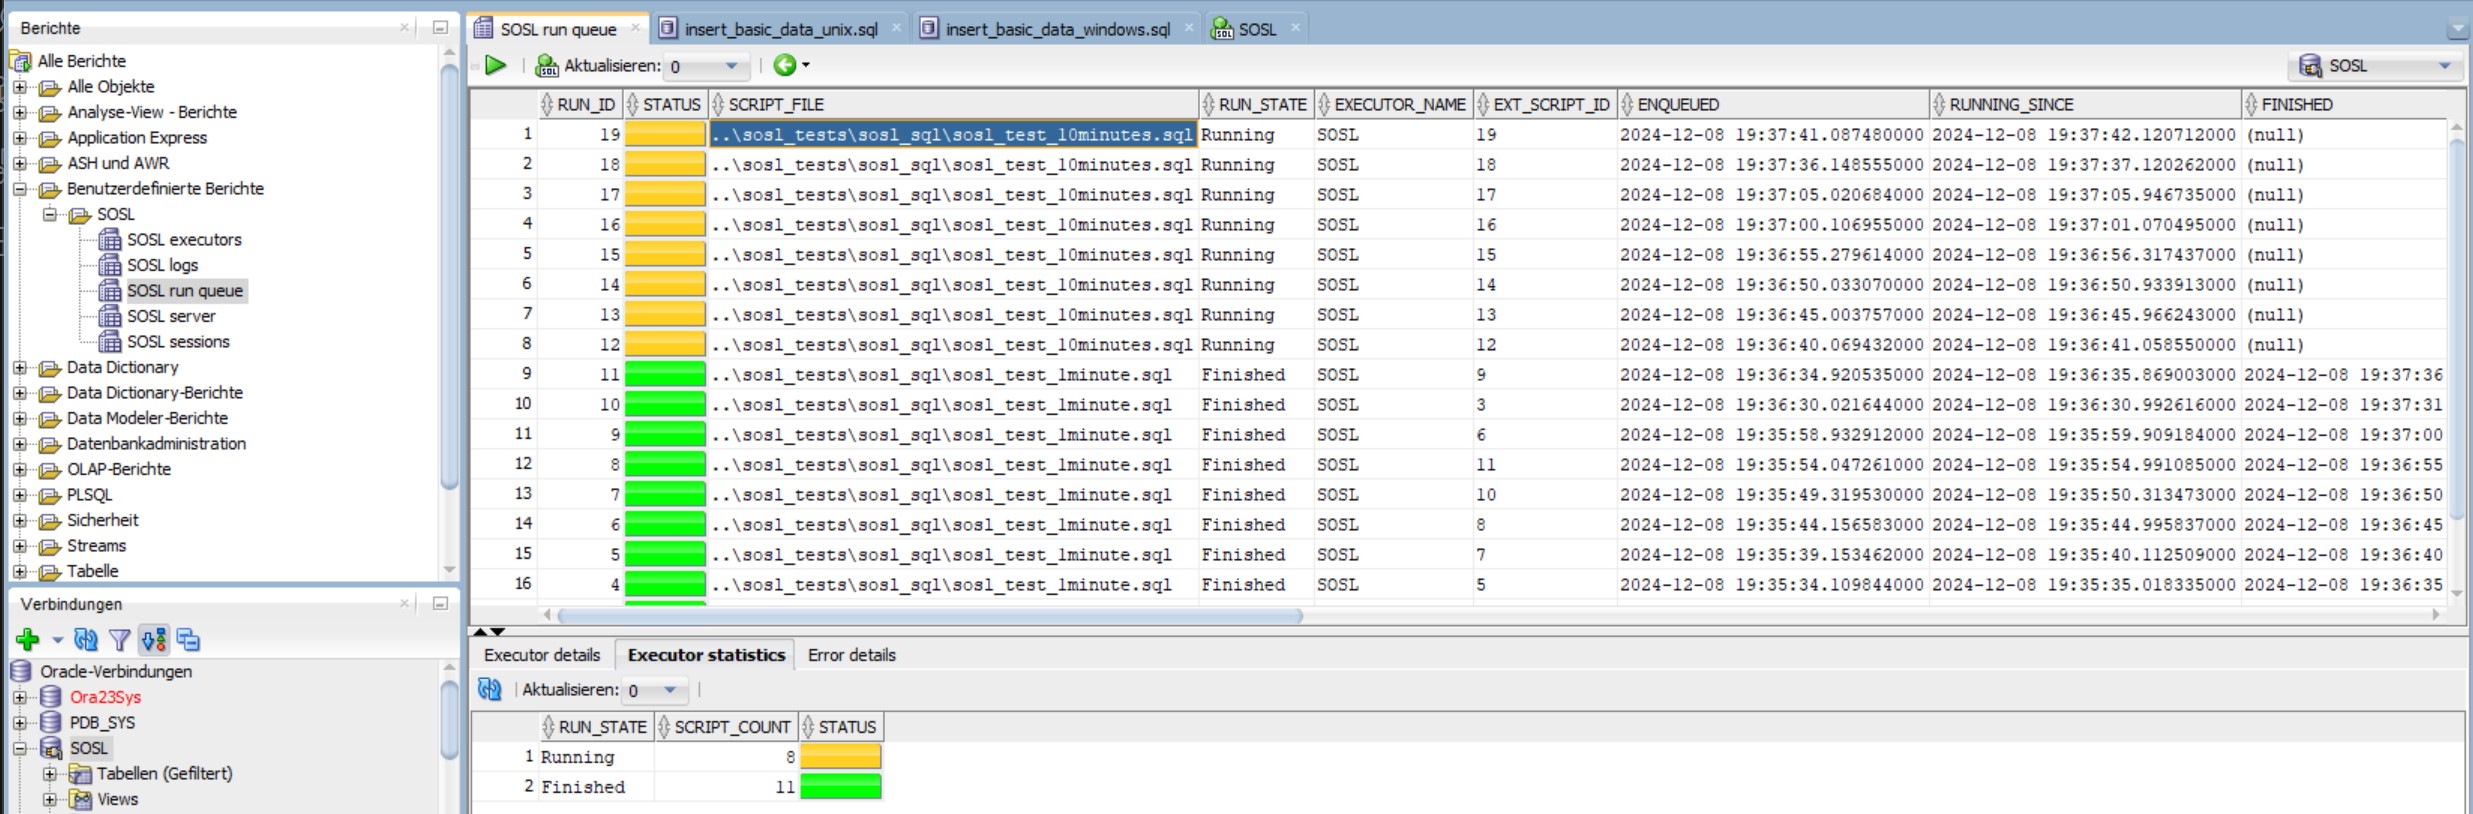 Berichte
Alle Berichte
Alle Objekte
Analyse-View - Berichte
Application Express
ASH und AWR
Benutzerdefinierte Berichte
SOSL
SOSL executors
SOSL logs
SOSL run queue
SOSL server
SOSL sessions
Data Dictionary
Data Dictionary-Berichte
Data Modeler-Berichte
Datenbankadministration
OLAP-Berichte
PLSQL
Sicherheit
Streams
Tabelle
Verbindungen
Oracle-Verbindungen
Ora23Sys
PDB_SYS
SOSL
Tabellen (Gefiltert)
Views
SOSL run queue insert_basic_data_unix.sql insert_basic_data_windows.sql SOSL
Aktualisieren: 0 SOSL
RUN_ID STATUS SCRIPT_FILE RUN_STATE EXECUTOR_NAME EXT_SCRIPT_ID ENQUEUED RUNNING_SINCE FINISHED
1 19 ..\sosl_tests\sosl_sql\sosl_test_10minutes.sql Running SOSL 19 2024-12-08 19:37:41.087480000 2024-12-08 19:37:42.120712000 (null)
2 18 ..\sosl_tests\sosl_sql\sosl_test_10minutes.sql Running SOSL 18 2024-12-08 19:37:36.148555000 2024-12-08 19:37:37.120262000 (null)
3 17 ..\sosl_tests\sosl_sql\sosl_test_10minutes.sql Running SOSL 17 2024-12-08 19:37:05.020684000 2024-12-08 19:37:05.946735000 (null)
4 16 ..\sosl_tests\sosl_sql\sosl_test_10minutes.sql Running SOSL 16 2024-12-08 19:37:00.106955000 2024-12-08 19:37:01.070495000 (null)
5 15 ..\sosl_tests\sosl_sql\sosl_test_10minutes.sql Running SOSL 15 2024-12-08 19:36:55.279614000 2024-12-08 19:36:56.317437000 (null)
6 14 ..\sosl_tests\sosl_sql\sosl_test_10minutes.sql Running SOSL 14 2024-12-08 19:36:50.033070000 2024-12-08 19:36:50.933913000 (null)
7 13 ..\sosl_tests\sosl_sql\sosl_test_10minutes.sql Running SOSL 13 2024-12-08 19:36:45.003757000 2024-12-08 19:36:45.966243000 (null)
8 12 ..\sosl_tests\sosl_sql\sosl_test_10minutes.sql Running SOSL 12 2024-12-08 19:36:40.069432000 2024-12-08 19:36:41.058550000 (null)
9 11 ..\sosl_tests\sosl_sql\sosl_test_1minute.sql Finished SOSL 9 2024-12-08 19:36:34.920535000 2024-12-08 19:36:35.869003000 2024-12-08 19:37:36
10 10 ..\sosl_tests\sosl_sql\sosl_test_1minute.sql Finished SOSL 3 2024-12-08 19:36:30.021644000 2024-12-08 19:36:30.992616000 2024-12-08 19:37:31
11 9 ..\sosl_tests\sosl_sql\sosl_test_1minute.sql Finished SOSL 6 2024-12-08 19:35:58.932912000 2024-12-08 19:35:59.909184000 2024-12-08 19:37:00
12 8 ..\sosl_tests\sosl_sql\sosl_test_1minute.sql Finished SOSL 11 2024-12-08 19:35:54.047261000 2024-12-08 19:35:54.991085000 2024-12-08 19:36:55
13 7 ..\sosl_tests\sosl_sql\sosl_test_1minute.sql Finished SOSL 10 2024-12-08 19:35:49.319530000 2024-12-08 19:35:50.313473000 2024-12-08 19:36:50
14 6 ..\sosl_tests\sosl_sql\sosl_test_1minute.sql Finished SOSL 8 2024-12-08 19:35:44.156583000 2024-12-08 19:35:44.995837000 2024-12-08 19:36:45
15 5 ..\sosl_tests\sosl_sql\sosl_test_1minute.sql Finished SOSL 7 2024-12-08 19:35:39.153462000 2024-12-08 19:35:40.112509000 2024-12-08 19:36:40
16 4 ..\sosl_tests\sosl_sql\sosl_test_1minute.sql Finished SOSL 5 2024-12-08 19:35:34.109844000 2024-12-08 19:35:35.018335000 2024-12-08 19:36:35
Executor details Executor statistics Error details
Aktualisieren: 0
RUN_STATE SCRIPT_COUNT STATUS
1 Running 8
2 Finished 11